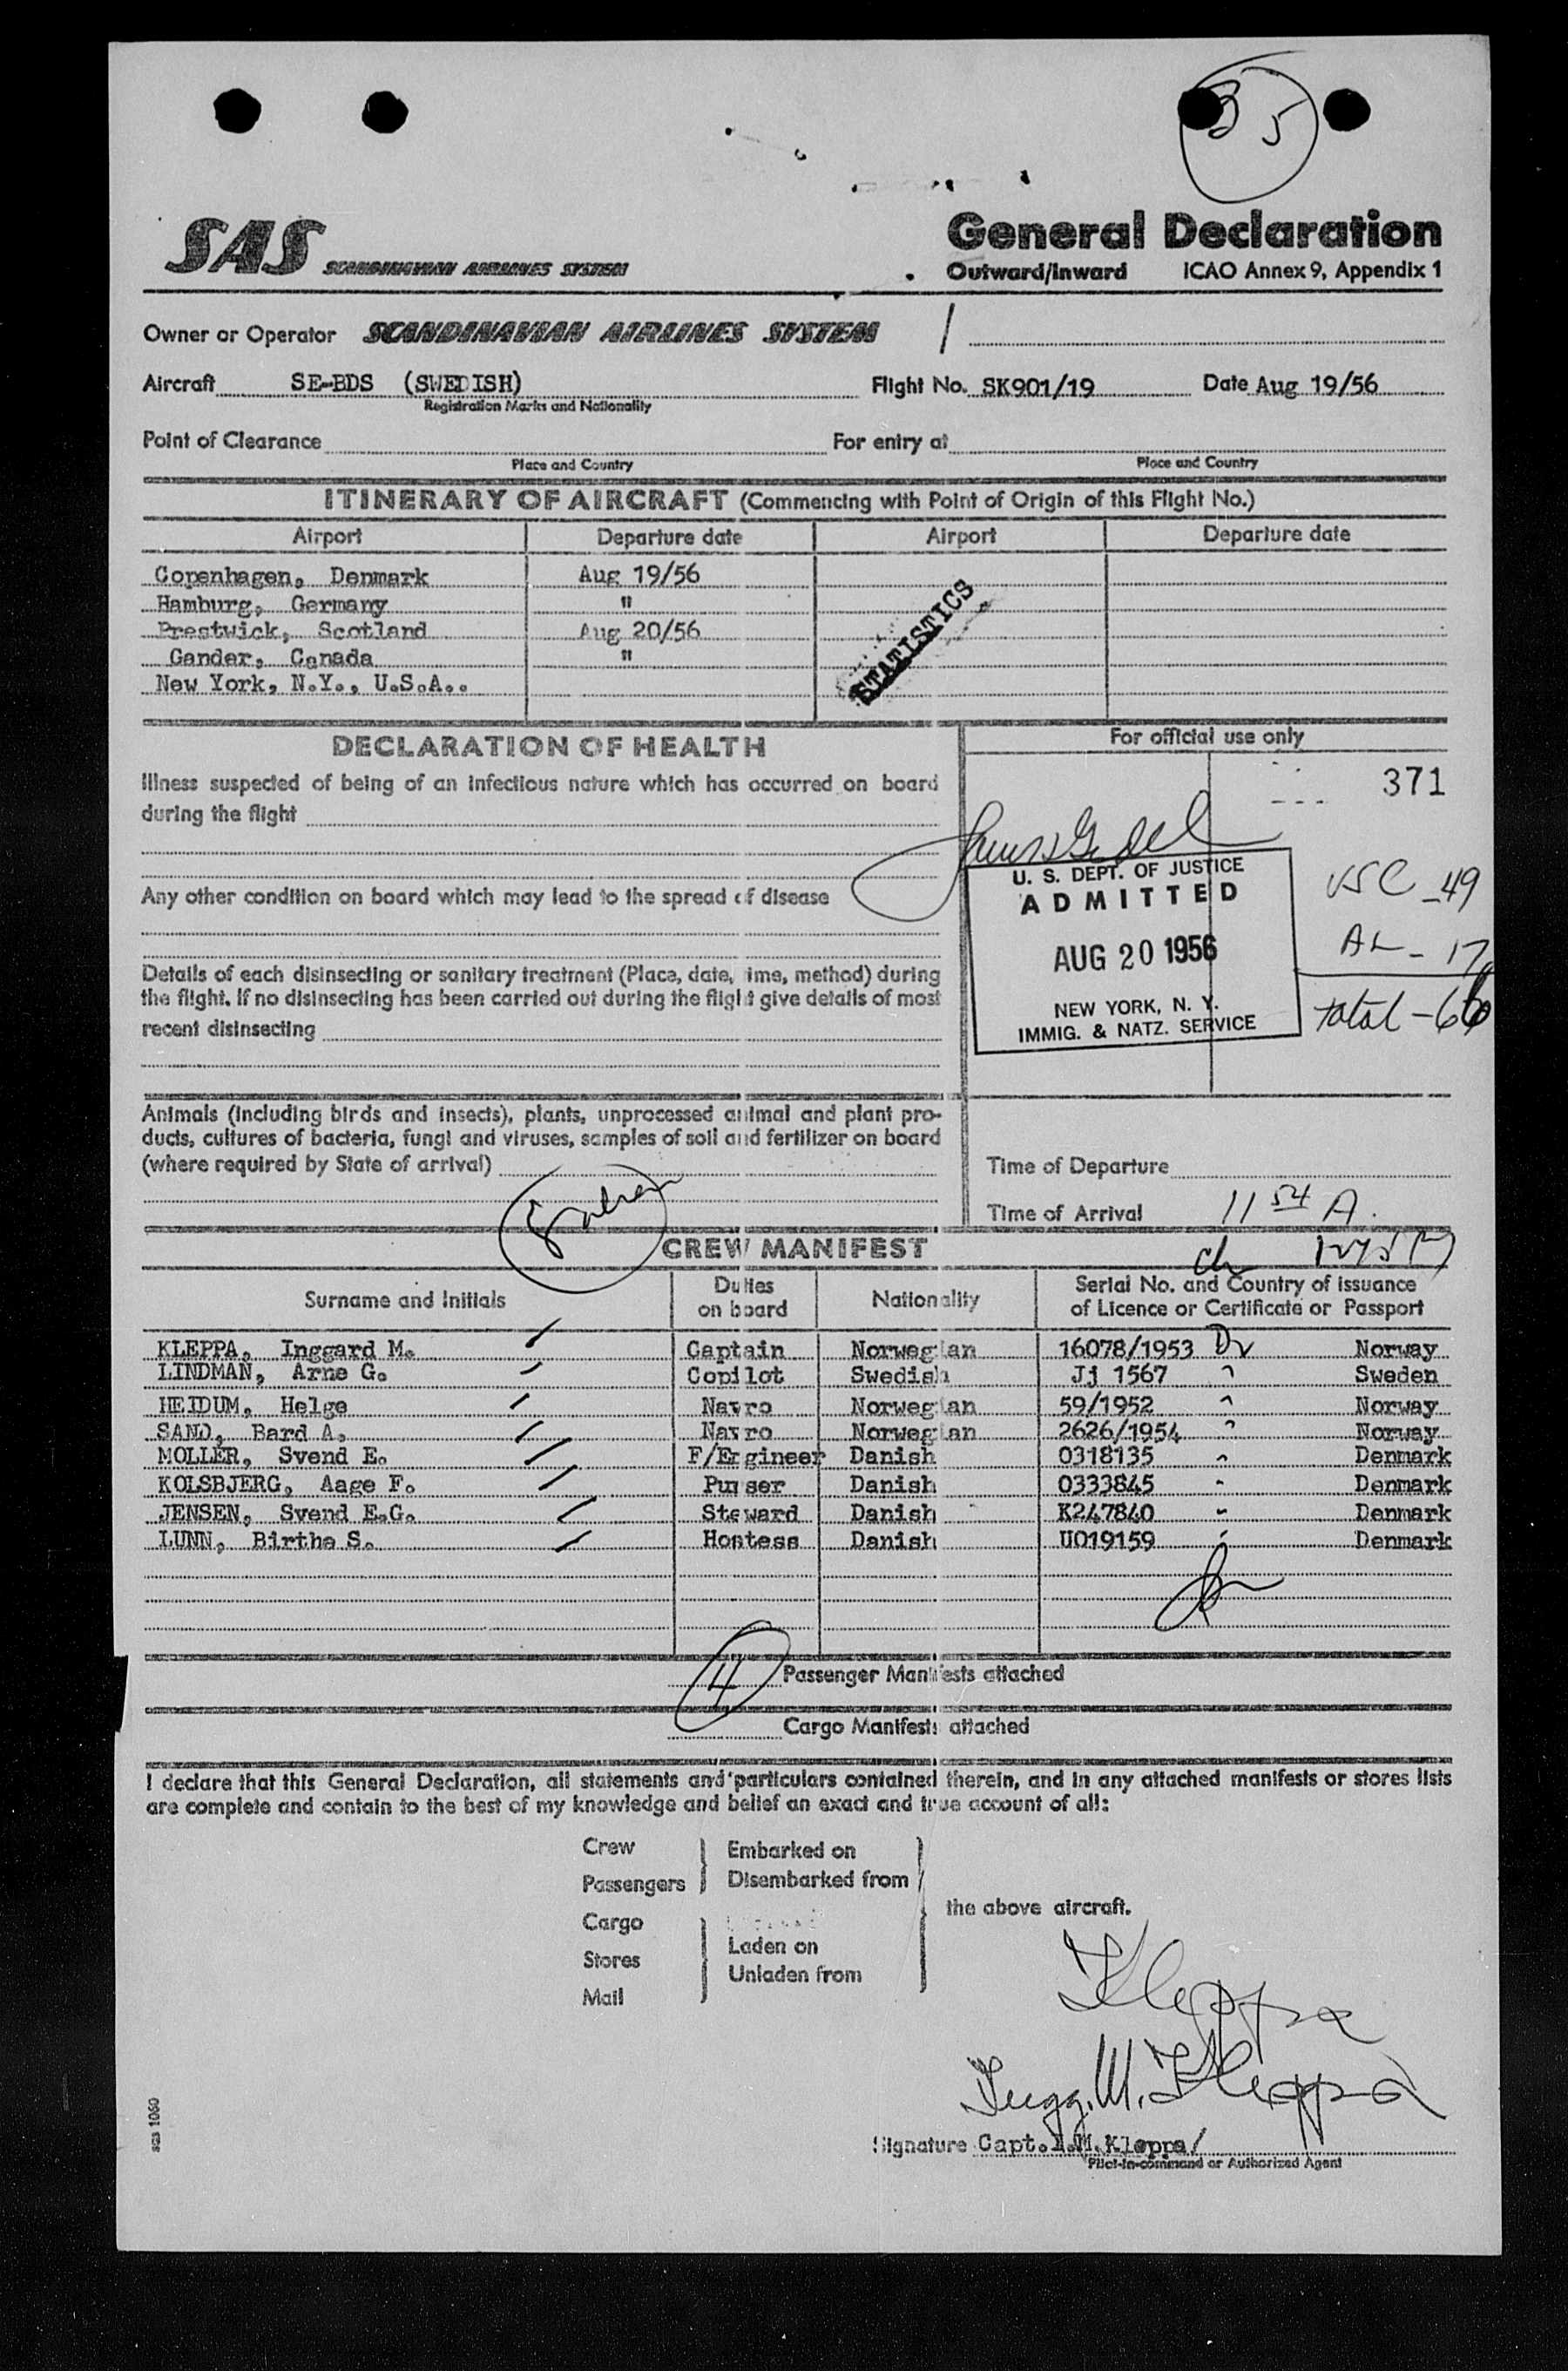 35
SAS SCANDINAVIAN AIRLINES SYSTEM
General Declaration
Outward/Inward ICAO Annex 9, Appendix 1
Owner or Operator SCANDINAVIAN AIRLINES SYSTEM /
Aircraft SE-BDS (SWEDISH) Flight No. SK901/19 Date Aug 19/56
Registration Marks and Nationality
Point of Clearance For entry at
Place and Country Place and Country
ITINERARY OF AIRCRAFT (Commencing with Point of Origin of this Flight No.)
Airport Departure date Airport Departure date
Copenhagen, Denmark Aug 19/56
Hamburg, Germany "
Prestwick, Scotland Aug 20/56
Gander, Canada "
New York, N.Y., U.S.A..
STATISTICS
DECLARATION OF HEALTH
Illness suspected of being of an infectious nature which has occurred on board
during the flight
Any other condition on board which may lead to the spread of disease
Details of each disinsecting or sanitary treatment (Place, date, time, method) during
the flight. If no disinsecting has been carried out during the flight give details of most
recent disinsecting
Animals (including birds and insects), plants, unprocessed animal and plant pro-
ducts, cultures of bacteria, fungi and viruses, samples of soil and fertilizer on board
(where required by State of arrival)
For official use only
371
U. S. DEPT. OF JUSTICE
ADMITTED
AUG 20 1956
NEW YORK, N. Y.
IMMIG. & NATZ. SERVICE
USC - 49
AL - 17
total - 66
Time of Departure
Time of Arrival 11 54 A.
CREW MANIFEST
Surname and Initials Duties on board Nationality Serial No. and Country of issuance of Licence or Certificate or Passport
KLEPPA, Inggard M. Captain Norwegian 16078/1953 Norway
LINDMAN, Arne G. Copilot Swedish Jj 1567 " Sweden
HEIDUM, Helge Navro Norwegian 59/1952 " Norway
SAND, Bard A. Navro Norwegian 2626/1954 " Norway
MOLLER, Svend E. F/Engineer Danish 0318135 " Denmark
KOLSBJERG, Aage F. Purser Danish 0333845 " Denmark
JENSEN, Svend E.G. Steward Danish K247840 " Denmark
LUNN, Birthe S. Hostess Danish U019159 " Denmark
4 Passenger Manifests attached
Cargo Manifests attached
I declare that this General Declaration, all statements and particulars contained therein, and in any attached manifests or stores lists
are complete and contain to the best of my knowledge and belief an exact and true account of all:
Crew
Passengers
Embarked on
Disembarked from
Cargo
Stores
Mail
Laden on
Unladen from
the above aircraft.
Kleppa
Ingg. M. Kleppa
Signature Capt. I.M. Kleppa/
Pilot-in-command or Authorized Agent
sas 1060